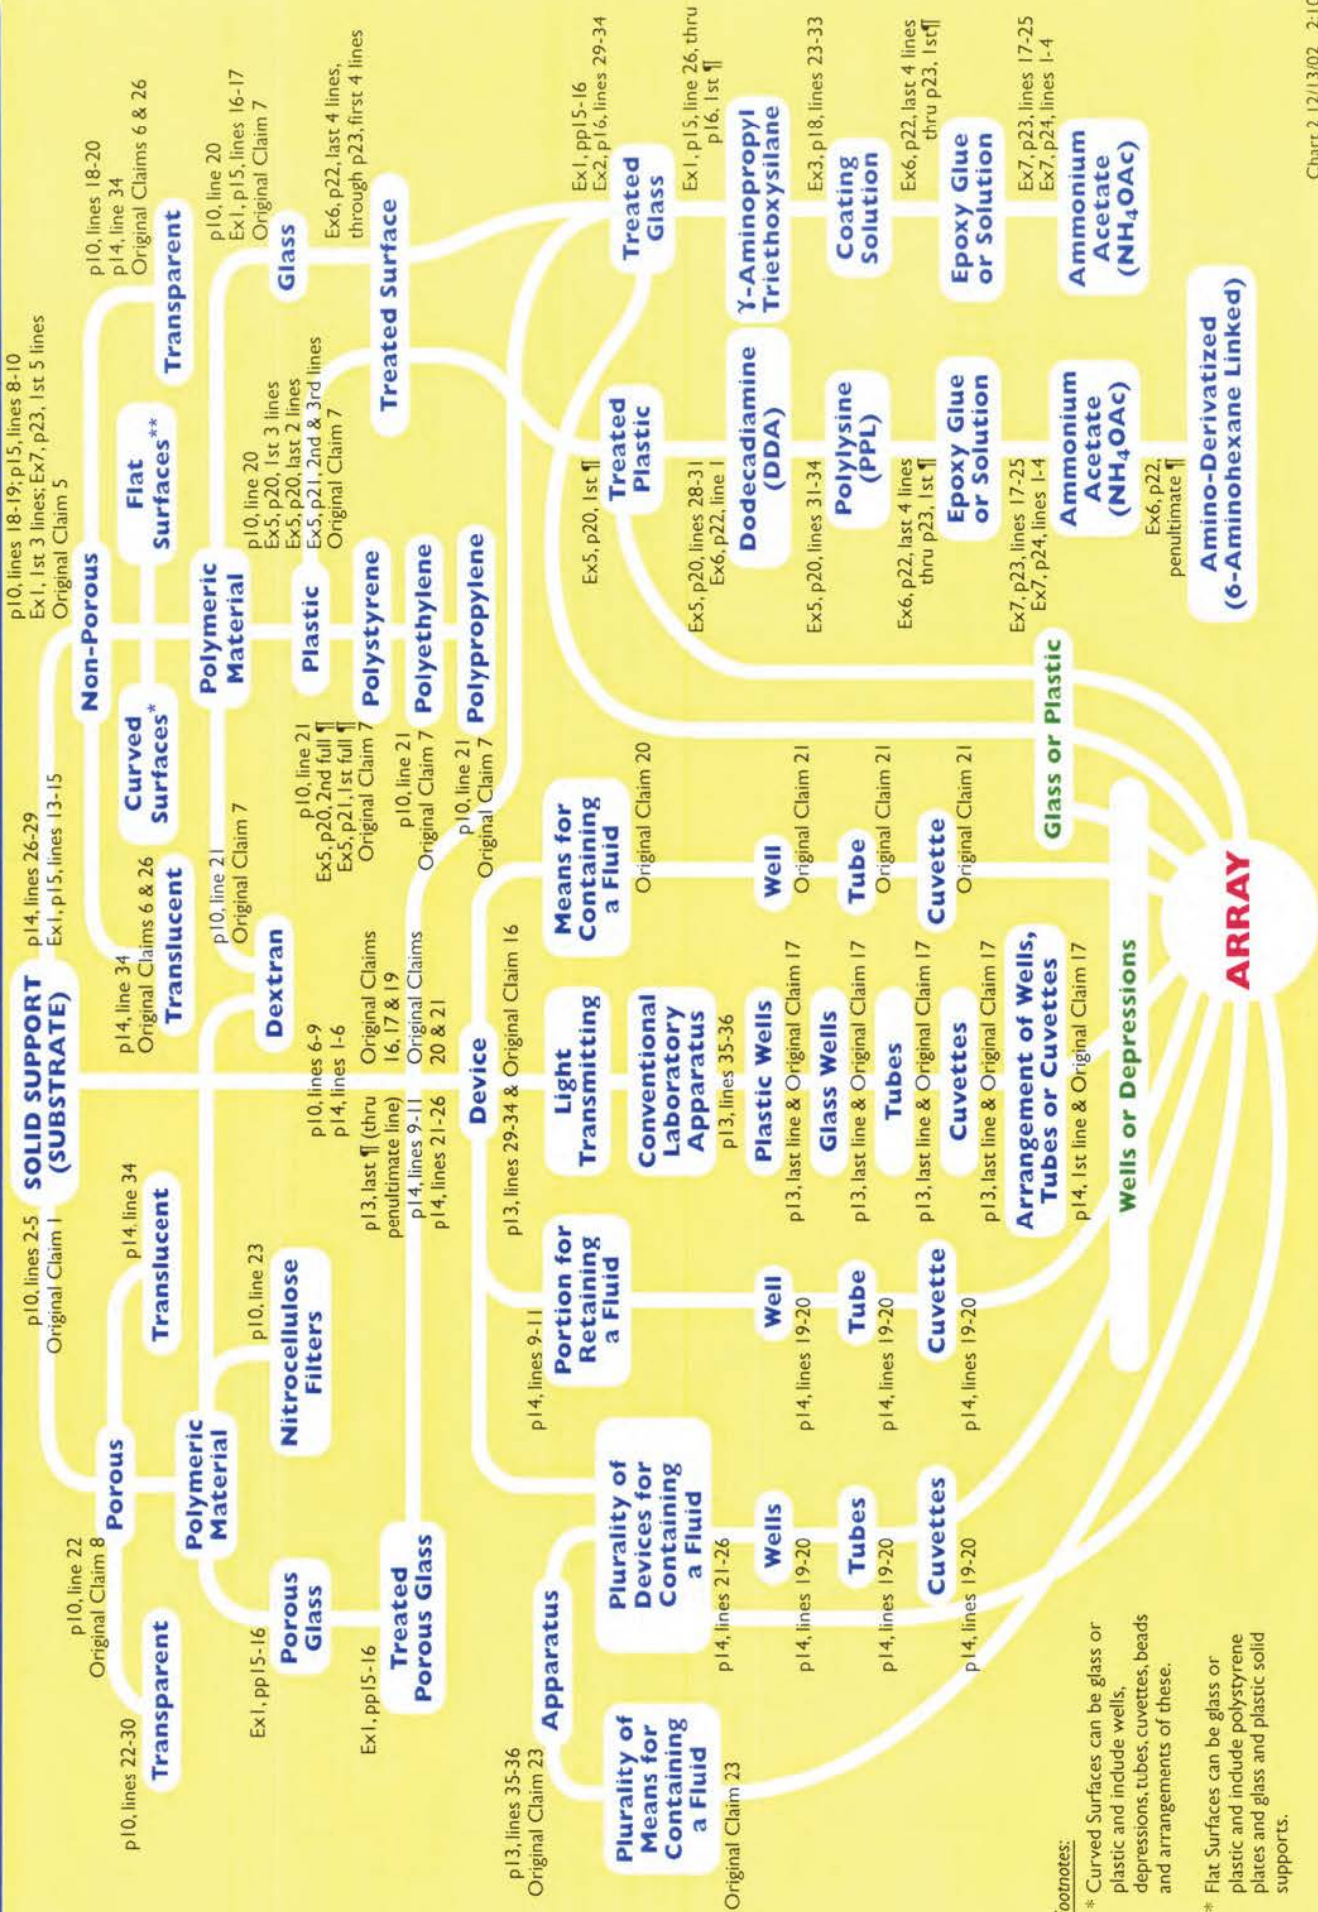 p10, lines 2-5
Original Claim 1
SOLID SUPPORT
(SUBSTRATE)
p14, lines 26-29
Ex1, p15, lines 13-15
p10, line 22
Original Claim 8
Porous
p10, lines 22-30
Transparent
p14, line 34
Translucent
Polymeric
Material
Ex1, pp15-16
Porous
Glass
p10, line 23
Nitrocellulose
Filters
Ex1, pp15-16
Treated
Porous Glass
p10, lines 18-19; p15, lines 8-10
Ex1, 1st 3 lines; Ex7, p23, 1st 5 lines
Original Claim 5
Non-Porous
p14, line 34
Original Claims 6 & 26
Translucent
Curved
Surfaces*
Flat
Surfaces**
p10, lines 18-20
p14, line 34
Original Claims 6 & 26
Transparent
p10, line 21
Original Claim 7
Dextran
Polymeric
Material
p10, line 20
Ex5, p20, 1st 3 lines
Ex5, p20, last 2 lines
Ex5, p21, 2nd & 3rd lines
Original Claim 7
Plastic
p10, line 21
Ex5, p20, 2nd full ¶
Ex5, p21, 1st full ¶
Original Claim 7
Polystyrene
p10, line 21
Original Claim 7
Polyethylene
p10, line 21
Original Claim 7
Polypropylene
p10, line 20
Ex1, p15, lines 16-17
Original Claim 7
Glass
Ex6, p22, last 4 lines,
through p23, first 4 lines
Treated Surface
p10, lines 6-9
p14, lines 1-6
p13, last ¶ (thru
penultimate line)
Original Claims
16, 17 & 19
p14, lines 9-11
p14, lines 21-26
Original Claims
20 & 21
Device
p13, lines 29-34 & Original Claim 16
p13, lines 35-36
Original Claim 23
Apparatus
Plurality of
Means for
Containing
a Fluid
Original Claim 23
Plurality of
Devices for
Containing
a Fluid
p14, lines 21-26
Wells
p14, lines 19-20
Tubes
p14, lines 19-20
Cuvettes
p14, lines 19-20
p14, lines 9-11
Portion for
Retaining
a Fluid
Well
p14, lines 19-20
Tube
p14, lines 19-20
Cuvette
p14, lines 19-20
Light
Transmitting
Conventional
Laboratory
Apparatus
p13, lines 35-36
Plastic Wells
p13, last line & Original Claim 17
Glass Wells
p13, last line & Original Claim 17
Tubes
p13, last line & Original Claim 17
Cuvettes
p13, last line & Original Claim 17
Arrangement of Wells,
Tubes or Cuvettes
p14, 1st line & Original Claim 17
Means for
Containing
a Fluid
Original Claim 20
Well
Original Claim 21
Tube
Original Claim 21
Cuvette
Original Claim 21
Ex5, p20, 1st ¶
Treated
Plastic
Ex5, p20, lines 28-31
Ex6, p22, line 1
Dodecadiamine
(DDA)
Ex5, p20, lines 31-34
Polylysine
(PPL)
Ex6, p22, last 4 lines
thru p23, 1st ¶
Epoxy Glue
or Solution
Ex7, p23, lines 17-25
Ex7, p24, lines 1-4
Ammonium
Acetate
(NH₄OAc)
Ex6, p22,
penultimate ¶
Amino-Derivatized
(6-Aminohexane Linked)
Ex1, pp15-16
Ex2, p16, lines 29-34
Treated
Glass
Ex1, p15, line 26, thru
p16, 1st ¶
γ-Aminopropyl
Triethoxysilane
Ex3, p18, lines 23-33
Coating
Solution
Ex6, p22, last 4 lines
thru p23, 1st ¶
Epoxy Glue
or Solution
Ex7, p23, lines 17-25
Ex7, p24, lines 1-4
Ammonium
Acetate
(NH₄OAc)
Glass or Plastic
Wells or Depressions
ARRAY
ootnotes:
* Curved Surfaces can be glass or
plastic and include wells,
depressions, tubes, cuvettes, beads
and arrangements of these.
** Flat Surfaces can be glass or
plastic and include polystyrene
plates and glass and plastic solid
supports.
Chart 2 12/13/02 2:10